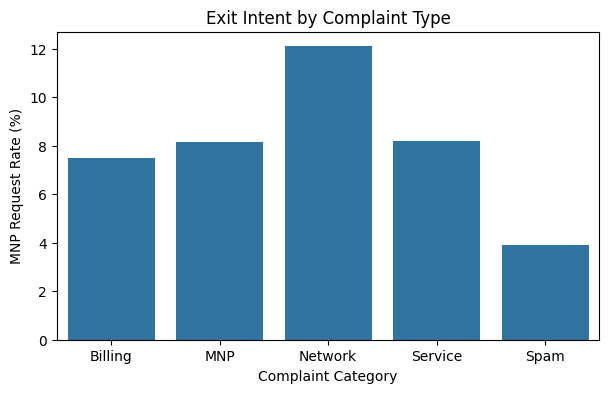 Exit Intent by Complaint Type
MNP Request Rate (%)
12
10
8
6
4
2
0
Billing MNP Network Service Spam
Complaint Category